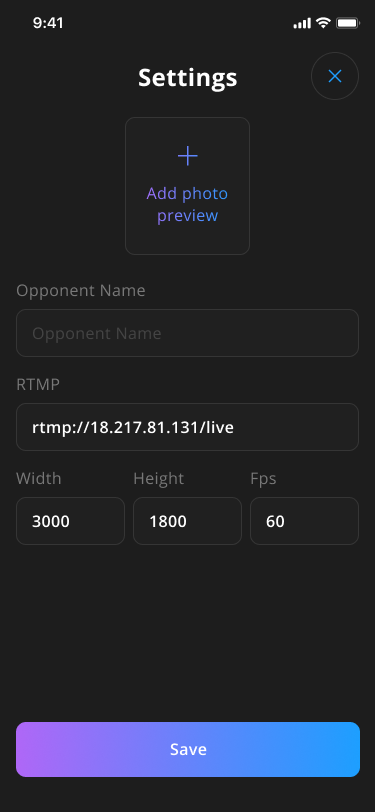 9:41
Settings
Add photo
preview
Opponent Name
Opponent Name
RTMP
rtmp://18.217.81.131/live
Width Height Fps
3000 1800 60
Save